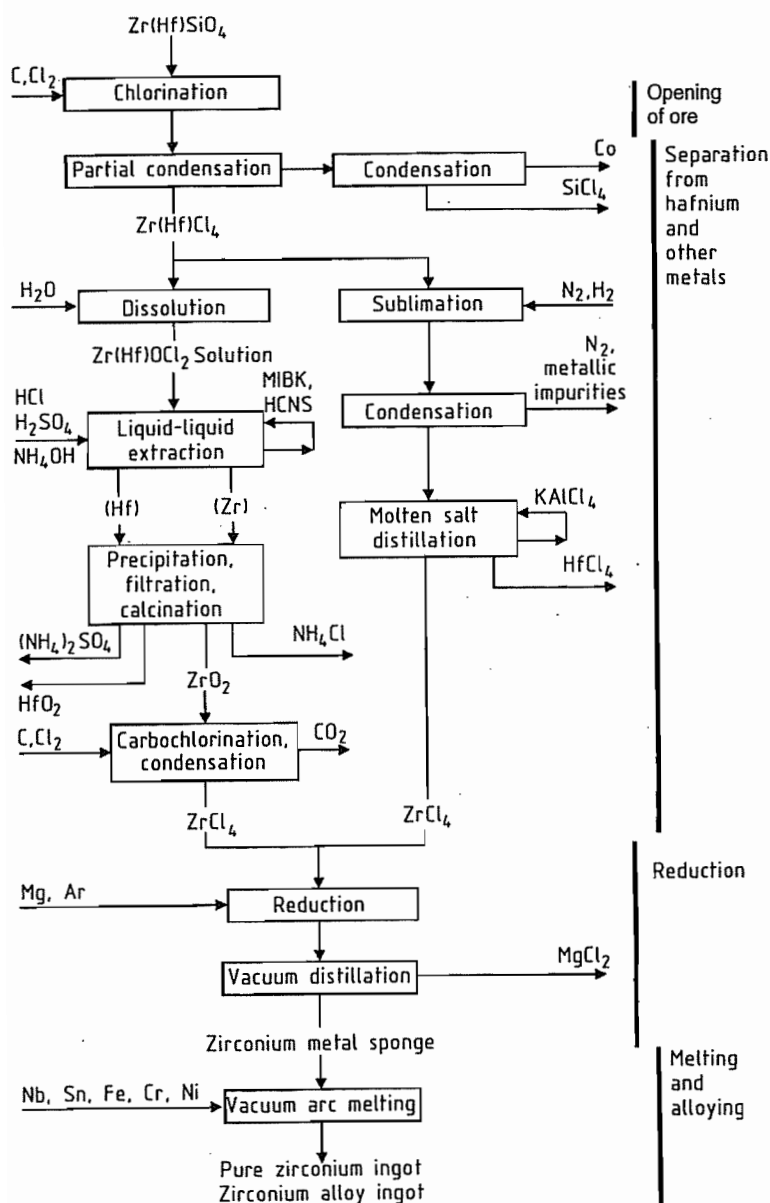 Zr(Hf)SiO₄
C,Cl₂
Chlorination
Opening
of ore
Partial condensation
Condensation
Co
SiCl₄
Separation
from
hafnium
and
other
metals
Zr(Hf)Cl₄
H₂O
Dissolution
Sublimation
N₂,H₂
Zr(Hf)OCl₂ Solution
N₂,
metallic
impurities
HCl
H₂SO₄
NH₄OH
MIBK,
HCNS
Liquid-liquid
extraction
Condensation
(Hf)
(Zr)
KAlCl₄
Molten salt
distillation
HfCl₄
Precipitation,
filtration,
calcination
(NH₄)₂SO₄
NH₄Cl
HfO₂
ZrO₂
C,Cl₂
Carbochlorination,
condensation
CO₂
ZrCl₄
ZrCl₄
Reduction
Mg, Ar
Reduction
Vacuum distillation
MgCl₂
Zirconium metal sponge
Melting
and
alloying
Nb, Sn, Fe, Cr, Ni
Vacuum arc melting
Pure zirconium ingot
Zirconium alloy ingot